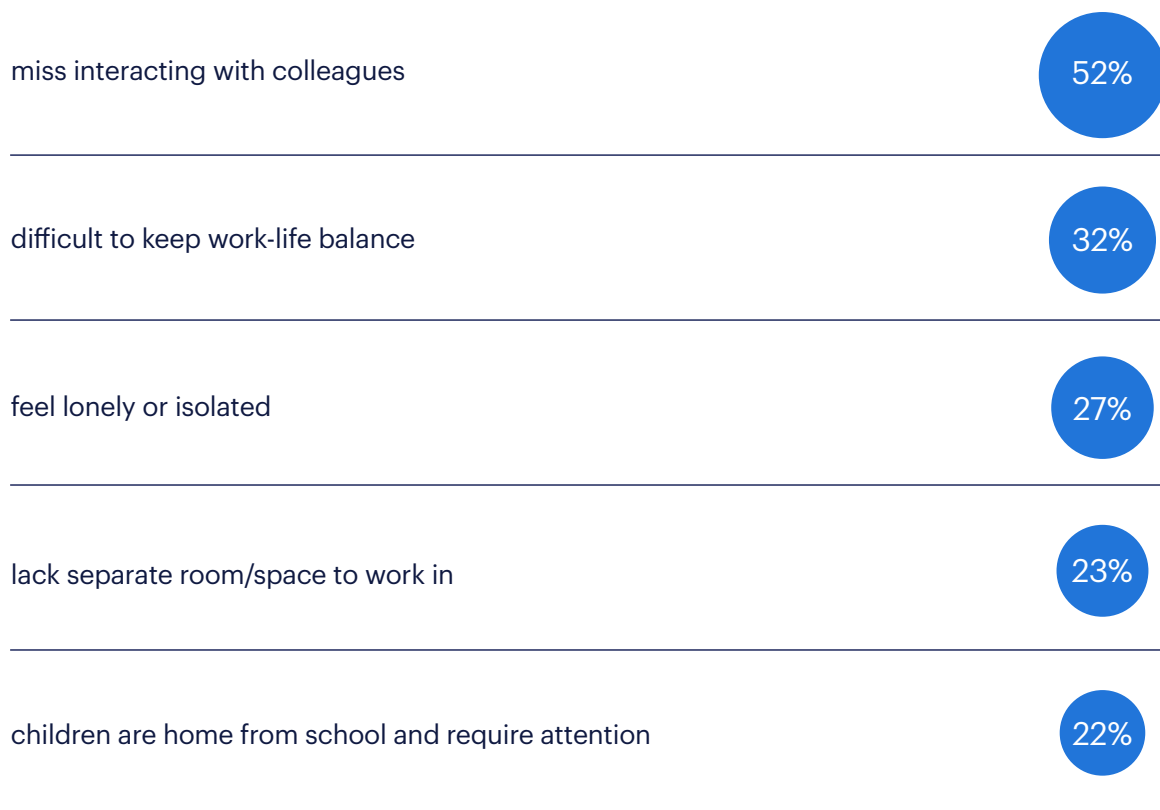 miss interacting with colleagues 52%
difficult to keep work-life balance 32%
feel lonely or isolated 27%
lack separate room/space to work in 23%
children are home from school and require attention 22%